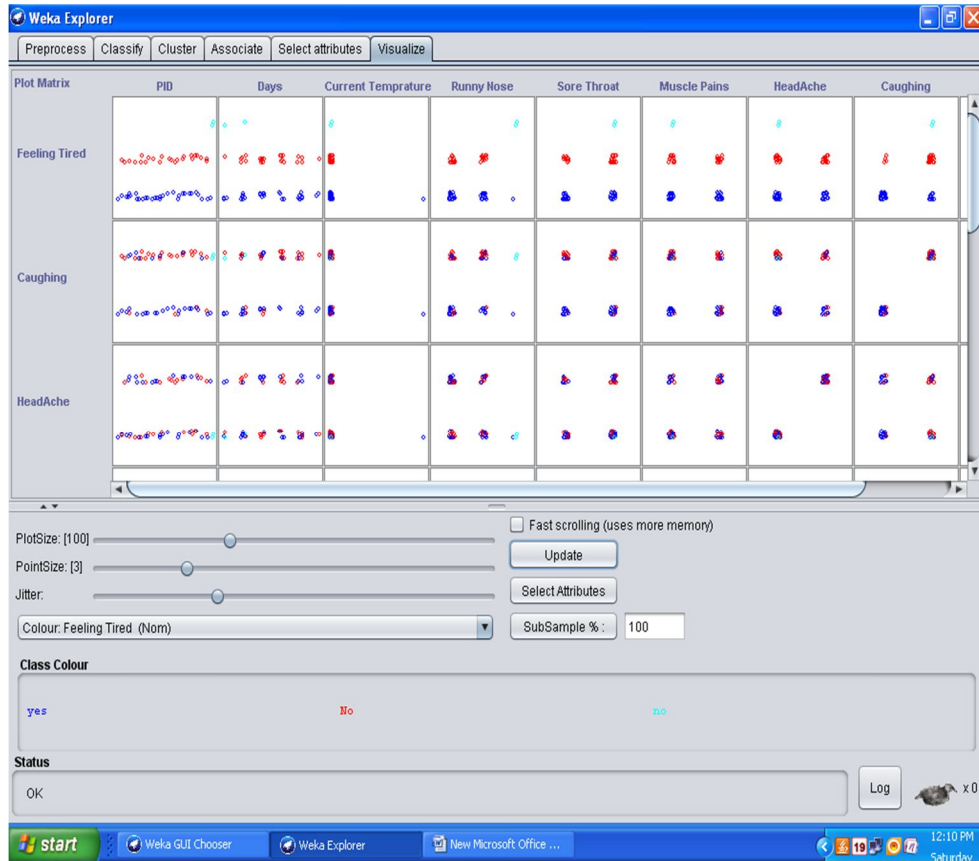 Weka Explorer
Preprocess Classify Cluster Associate Select attributes Visualize
Plot Matrix PID Days Current Temprature Runny Nose Sore Throat Muscle Pains HeadAche Caughing
Feeling Tired
Caughing
HeadAche
PlotSize: [100]
PointSize: [3]
Jitter:
Fast scrolling (uses more memory)
Update
Select Attributes
Colour: Feeling Tired (Nom)
SubSample % : 100
Class Colour
yes No no
Status
OK
Log x 0
start Weka GUI Chooser Weka Explorer New Microsoft Office ... 19 12:10 PM
Saturday